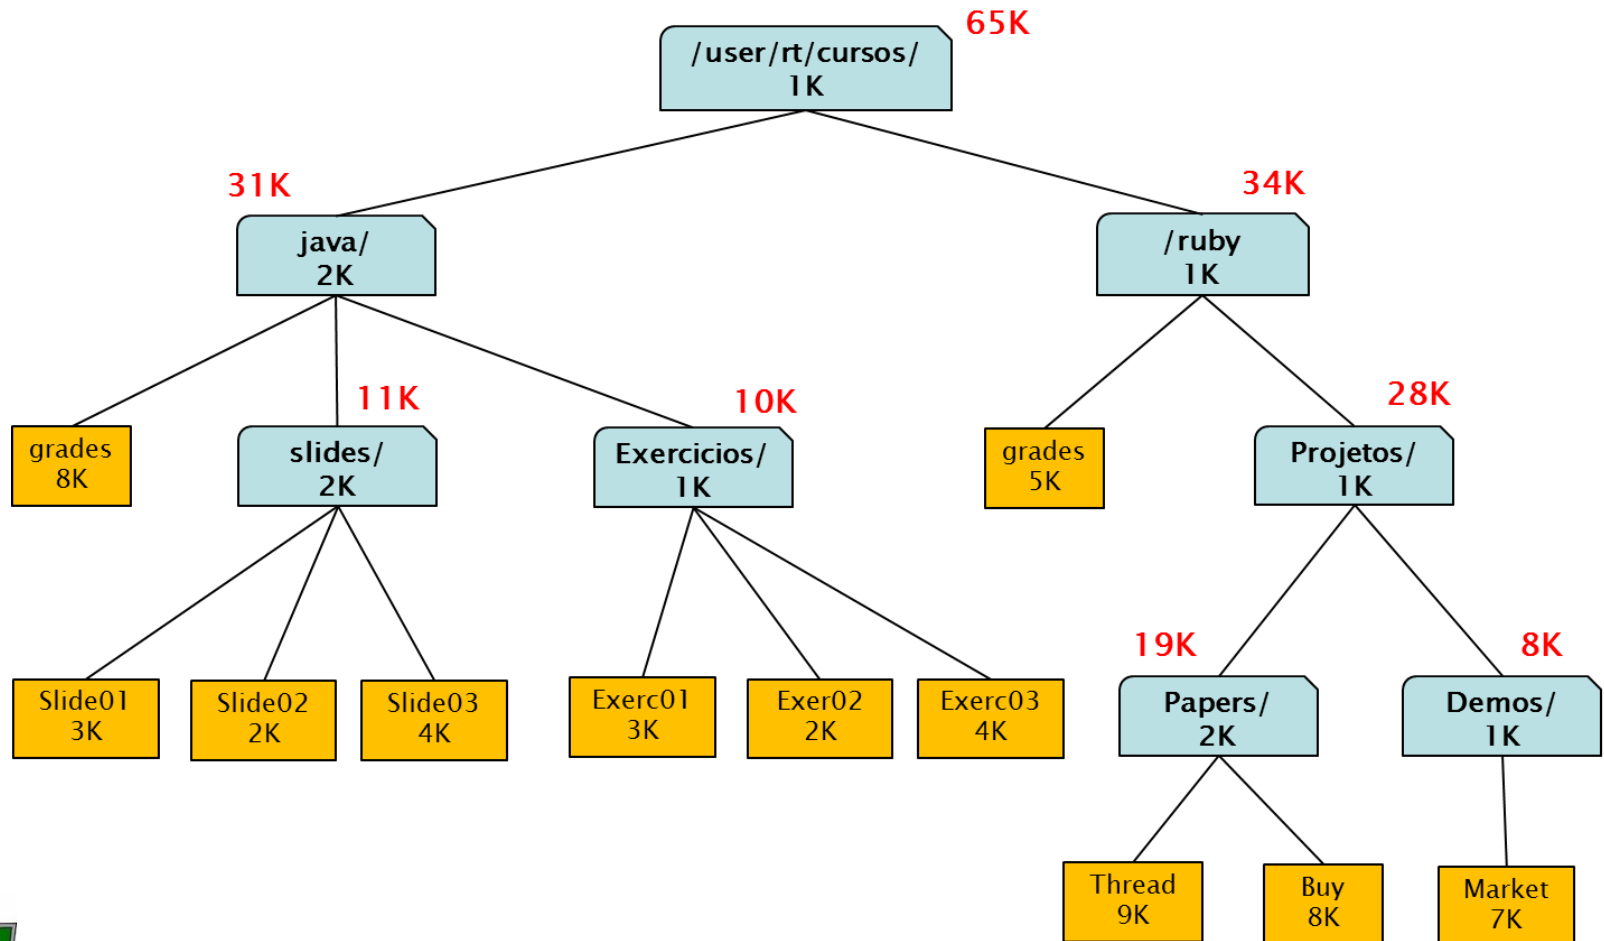 65K
/user/rt/cursos/
1K
31K
34K
java/
2K
/ruby
1K
11K
10K
28K
grades
8K
slides/
2K
Exercicios/
1K
grades
5K
Projetos/
1K
19K
8K
Slide01
3K
Slide02
2K
Slide03
4K
Exerc01
3K
Exer02
2K
Exerc03
4K
Papers/
2K
Demos/
1K
Thread
9K
Buy
8K
Market
7K